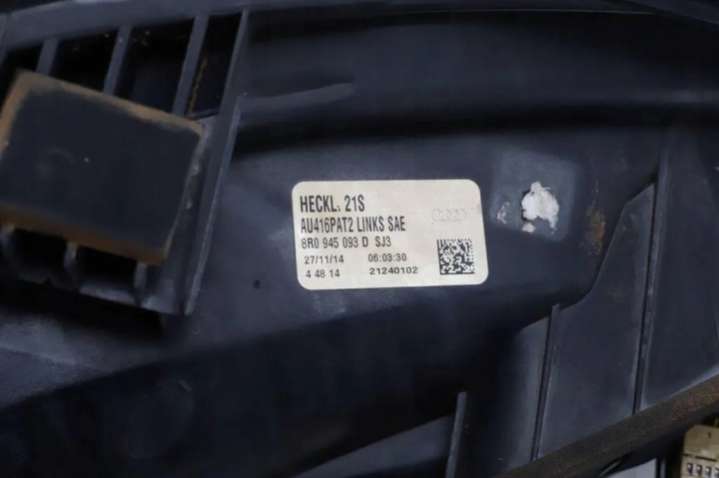 HECKL. 21S
AU416PAT2 LINKS SAE
8R0 945 093 D SJ3
27/11/14 06:03:30
4 48 14 21240102